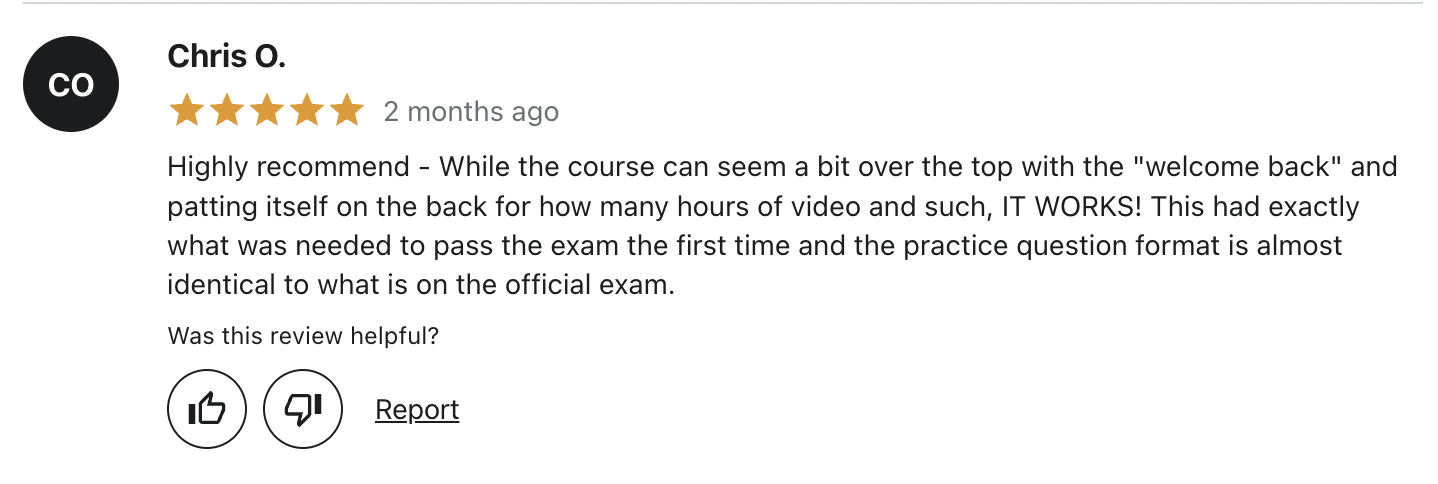 CO
Chris O.
2 months ago
Highly recommend - While the course can seem a bit over the top with the "welcome back" and
patting itself on the back for how many hours of video and such, IT WORKS! This had exactly
what was needed to pass the exam the first time and the practice question format is almost
identical to what is on the official exam.
Was this review helpful?
Report